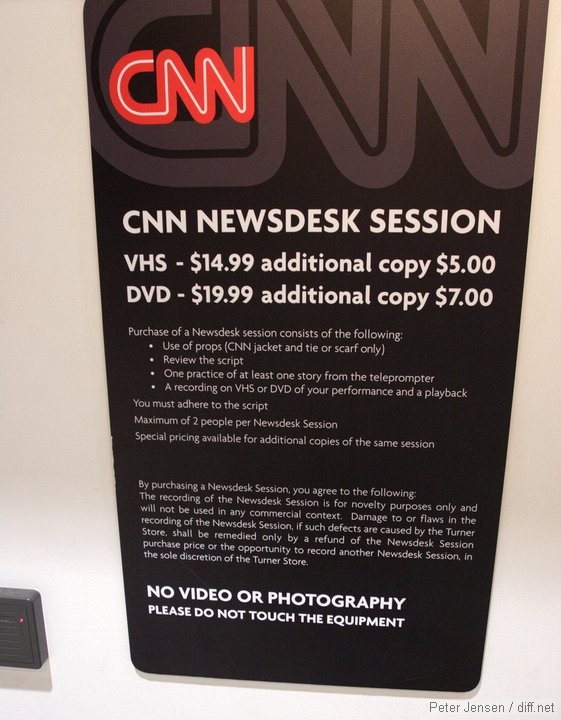 CNN
CNN
CNN NEWSDESK SESSION
VHS - $14.99 additional copy $5.00
DVD - $19.99 additional copy $7.00
Purchase of a Newsdesk session consists of the following:
• Use of props (CNN jacket and tie or scarf only)
• Review the script
• One practice of at least one story from the teleprompter
• A recording on VHS or DVD of your performance and a playback
You must adhere to the script
Maximum of 2 people per Newsdesk Session
Special pricing available for additional copies of the same session
By purchasing a Newsdesk Session, you agree to the following:
The recording of the Newsdesk Session is for novelty purposes only and
will not be used in any commercial context. Damage to or flaws in the
recording of the Newsdesk Session, if such defects are caused by the Turner
Store, shall be remedied only by a refund of the Newsdesk Session
purchase price or the opportunity to record another Newsdesk Session, in
the sole discretion of the Turner Store.
NO VIDEO OR PHOTOGRAPHY
PLEASE DO NOT TOUCH THE EQUIPMENT
Peter Jensen / diff.net